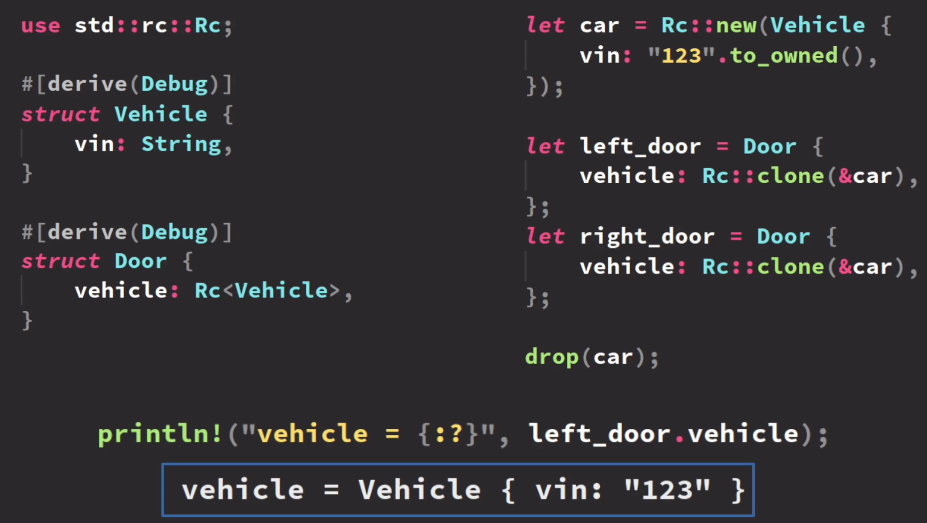 use std::rc::Rc;
#[derive(Debug)]
struct Vehicle {
    vin: String,
}
#[derive(Debug)]
struct Door {
    vehicle: Rc<Vehicle>,
}
let car = Rc::new(Vehicle {
    vin: "123".to_owned(),
});
let left_door = Door {
    vehicle: Rc::clone(&car),
};
let right_door = Door {
    vehicle: Rc::clone(&car),
};
drop(car);
println!("vehicle = {:?}", left_door.vehicle);
vehicle = Vehicle { vin: "123" }